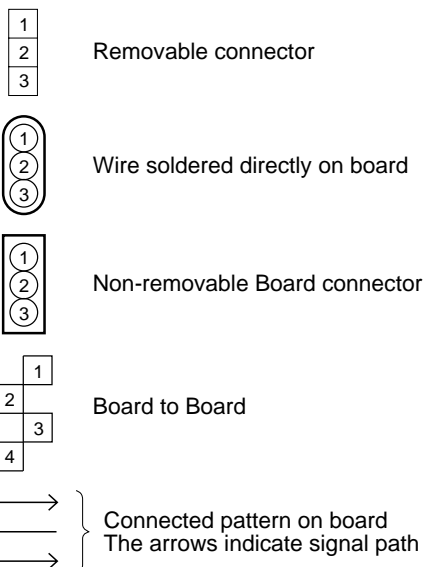 1
2
3
Removable connector
1
2
3
Wire soldered directly on board
1
2
3
Non-removable Board connector
1
2
3
4
Board to Board
Connected pattern on board
The arrows indicate signal path